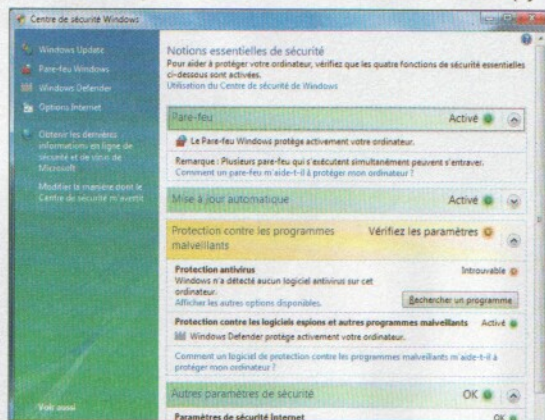 Centre de sécurité Windows
Windows Update
Pare-feu Windows
Windows Defender
Options Internet
Obtenir les dernières
informations en ligne de
sécurité et de virus de
Microsoft
Modifier la manière dont le
Centre de sécurité m'avertit
Voir aussi
Notions essentielles de sécurité
Pour aider à protéger votre ordinateur, vérifiez que les quatre fonctions de sécurité essentielles
ci-dessous sont activées.
Utilisation du Centre de sécurité de Windows
Pare-feu Activé
Le Pare-feu Windows protège activement votre ordinateur.
Remarque : Plusieurs pare-feu qui s'exécutent simultanément peuvent s'entraver.
Comment un pare-feu m'aide-t-il à protéger mon ordinateur ?
Mise à jour automatique Activé
Protection contre les programmes Vérifiez les paramètres
malveillants
Protection antivirus Introuvable
Windows n'a détecté aucun logiciel antivirus sur cet
ordinateur.
Afficher les autres options disponibles. Rechercher un programme
Protection contre les logiciels espions et autres programmes malveillants Activé
Windows Defender protège activement votre ordinateur.
Comment un logiciel de protection contre les programmes malveillants m'aide-t-il à
protéger mon ordinateur ?
Autres paramètres de sécurité OK
Paramètres de sécurité Internet OK